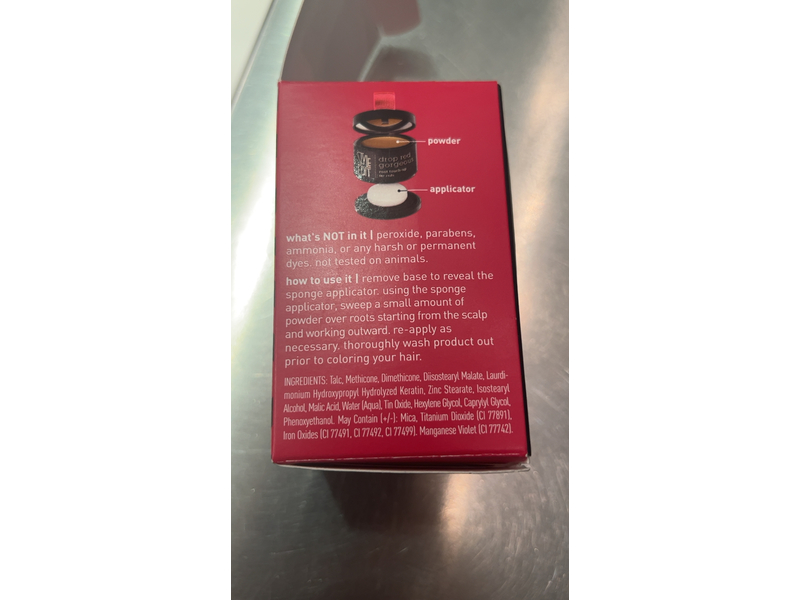 powder
drop red
gorgeous
applicator
what's NOT in it | peroxide, parabens,
ammonia, or any harsh or permanent
dyes. not tested on animals.
how to use it | remove base to reveal the
sponge applicator. using the sponge
applicator, sweep a small amount of
powder over roots starting from the scalp
and working outward. re-apply as
necessary. thoroughly wash product out
prior to coloring your hair.
INGREDIENTS: Talc, Methicone, Dimethicone, Diisostearyl Malate, Laurdi-
monium Hydroxypropyl Hydrolyzed Keratin, Zinc Stearate, Isostearyl
Alcohol, Malic Acid, Water (Aqua), Tin Oxide, Hexylene Glycol, Caprylyl Glycol,
Phenoxyethanol. May Contain (+/-): Mica, Titanium Dioxide (CI 77891),
Iron Oxides (CI 77491, CI 77492, CI 77499). Manganese Violet (CI 77742).